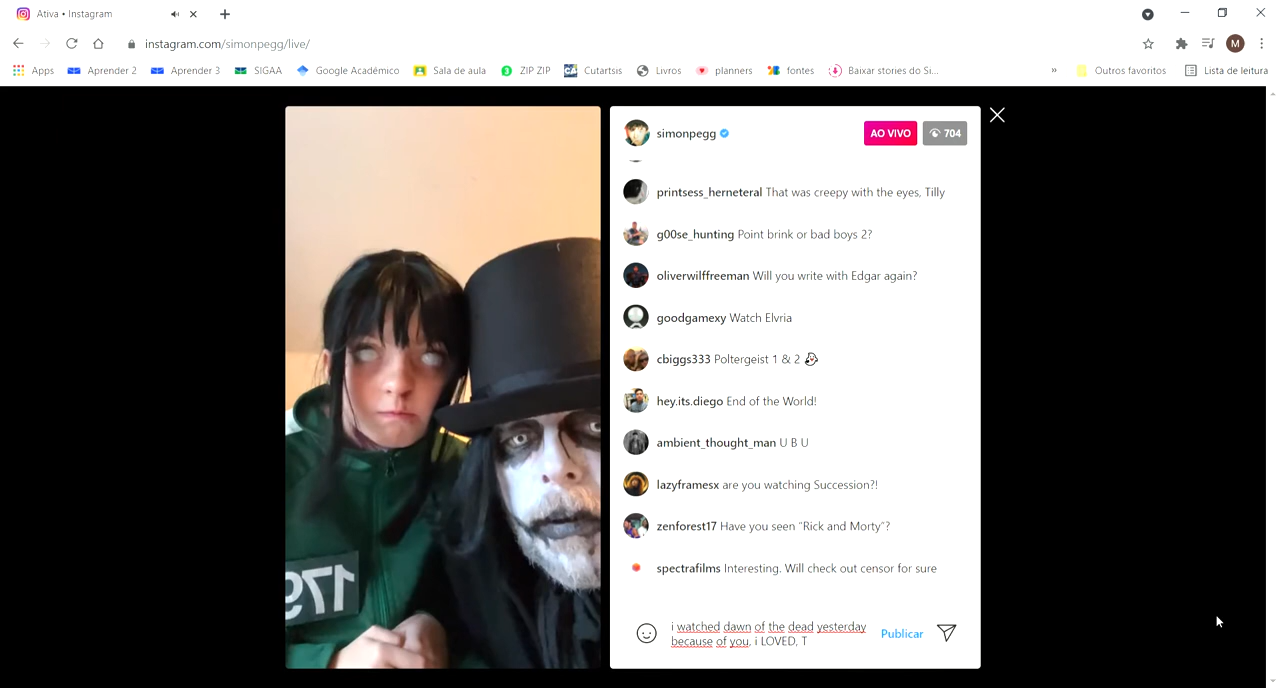 Ativa • Instagram
instagram.com/simonpegg/live/
M
Apps
Aprender 2
Aprender 3
SIGAA
Google Acadêmico
Sala de aula
ZIP ZIP
Cutartsis
Livros
planners
fontes
Baixar stories do Si...
»
Outros favoritos
Lista de leitura
simonpegg
AO VIVO
704
printsess_herneteral That was creepy with the eyes, Tilly
g00se_hunting Point brink or bad boys 2?
oliverwilffreeman Will you write with Edgar again?
goodgamexy Watch Elvria
cbiggs333 Poltergeist 1 & 2 👻
hey.its.diego End of the World!
ambient_thought_man U B U
lazyframesx are you watching Succession?!
zenforest17 Have you seen “Rick and Morty”?
spectrafilms Interesting. Will check out censor for sure
i watched dawn of the dead yesterday
because of you, i LOVED, T
Publicar
179